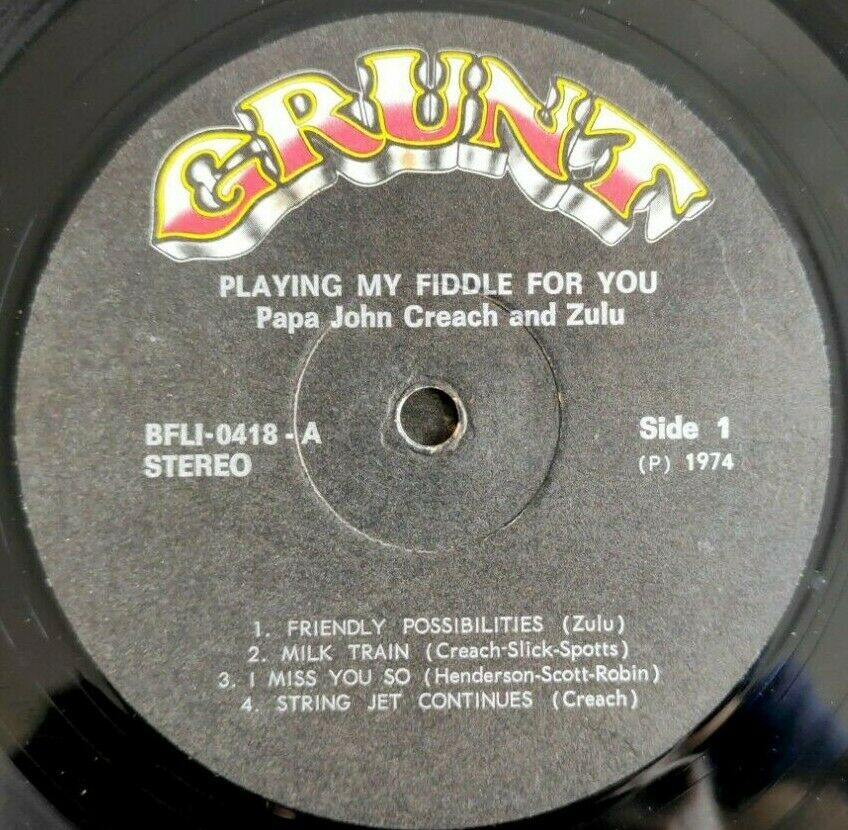 GRUNT
PLAYING MY FIDDLE FOR YOU
Papa John Creach and Zulu
BFLI-0418-A
STEREO
Side 1
(P) 1974
1. FRIENDLY POSSIBILITIES (Zulu)
2. MILK TRAIN (Creach-Slick-Spotts)
3. I MISS YOU SO (Henderson-Scott-Robin)
4. STRING JET CONTINUES (Creach)